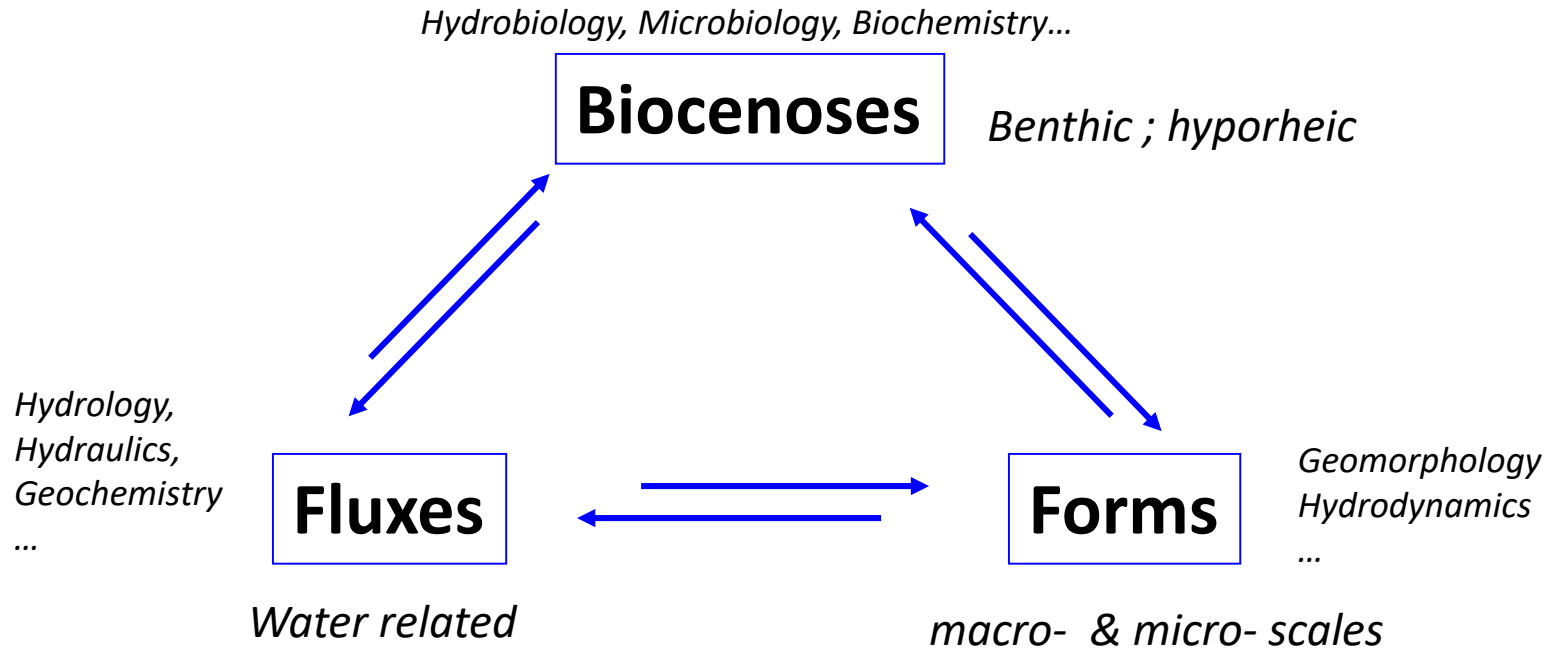 Hydrobiology, Microbiology, Biochemistry…
Biocenoses
Benthic ; hyporheic
Hydrology,
Hydraulics,
Geochemistry
…
Fluxes
Water related
Forms
Geomorphology
Hydrodynamics
…
macro-  & micro- scales